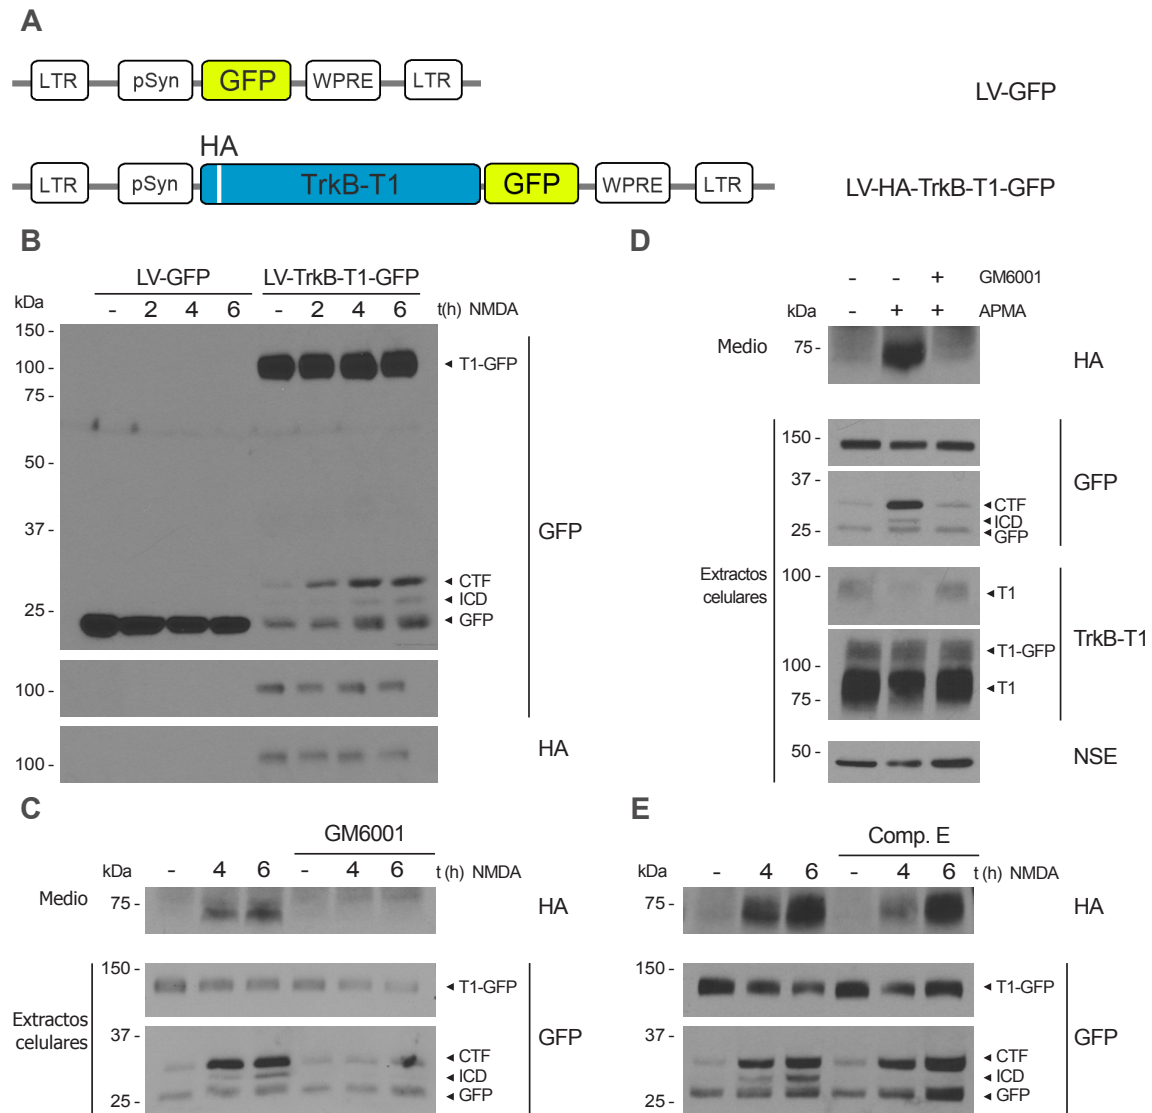 A
LTR pSyn GFP WPRE LTR
LV-GFP
HA
LTR pSyn TrkB-T1 GFP WPRE LTR
LV-HA-TrkB-T1-GFP
B
LV-GFP LV-TrkB-T1-GFP
kDa - 2 4 6 - 2 4 6 t(h) NMDA
150 -
100 - T1-GFP
75 -
50 -
37 -
CTF
ICD
25 - GFP
GFP
100 -
100 - HA
C
GM6001
kDa - 4 6 - 4 6 t (h) NMDA
Medio 75 - HA
150 - T1-GFP
Extractos celulares
37 - CTF
ICD
25 - GFP
GFP
D
- - + GM6001
kDa - + + APMA
Medio 75 - HA
150 -
37 - CTF
ICD
25 - GFP
GFP
Extractos
celulares
100 - T1
T1-GFP
100 -
75 - T1
TrkB-T1
50 - NSE
E
Comp. E
kDa - 4 6 - 4 6 t (h) NMDA
75 - HA
150 - T1-GFP
37 - CTF
ICD
25 - GFP
GFP